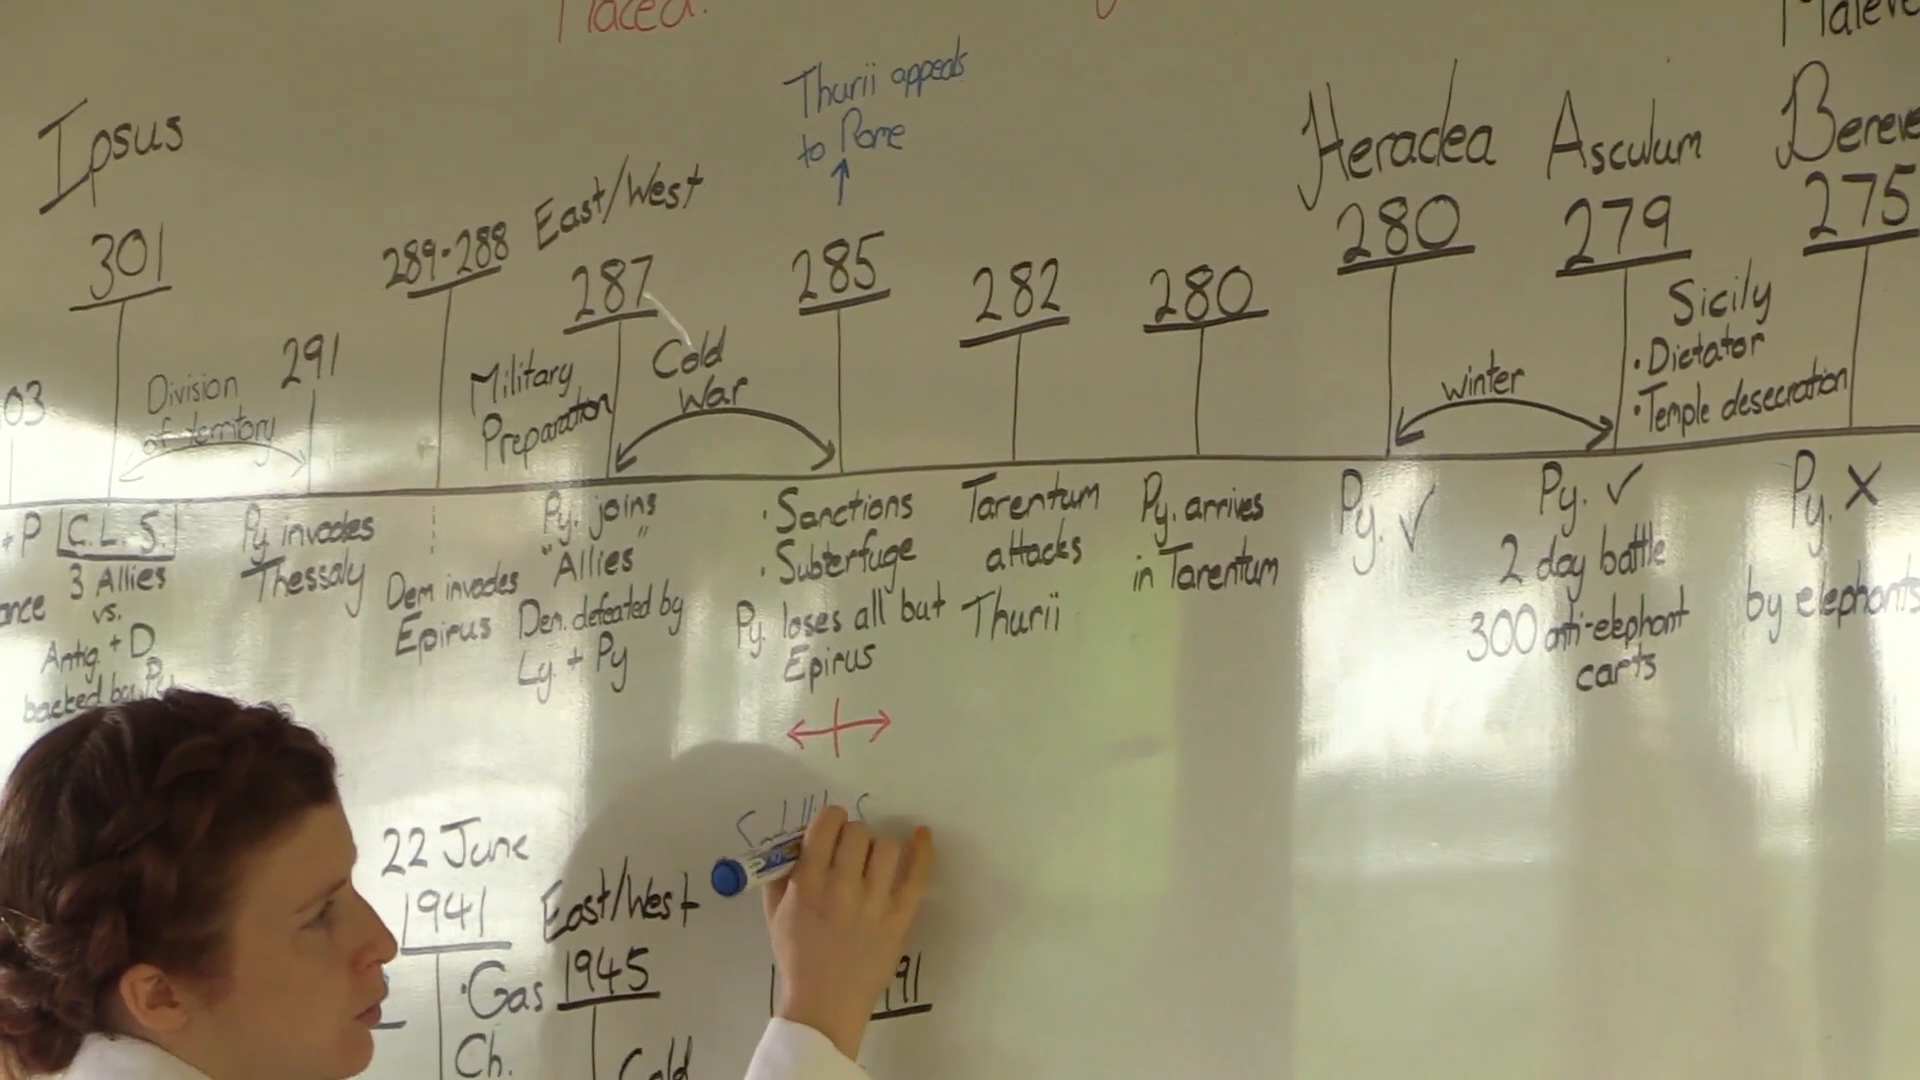 Maced.
Thurii appeals
to Rome
Ipsus
301
Division
of territory
291
289-288
East/West
287
Military
Preparation
Cold
War
285
282
280
Heraclea
280
winter
Asculum
279
Sicily
• Dictator
• Temple desecration
275
03
+ P
C.L.S.
3 Allies
vs.
Antig + D
backed by Py
Py invades
Thessaly
Dem invades
Epirus
Py. joins
"Allies"
Dem. defeated by
Ly + Py
• Sanctions
• Subterfuge
Py. loses all but
Epirus
Tarentum
attacks
Thurii
Py. arrives
in Tarentum
Py. ✓
Py. ✓
2 day battle
300 anti-elephant
carts
Py. X
by elephants
22 June
1941
• Gas
Ch.
East/West
1945
Cold
91